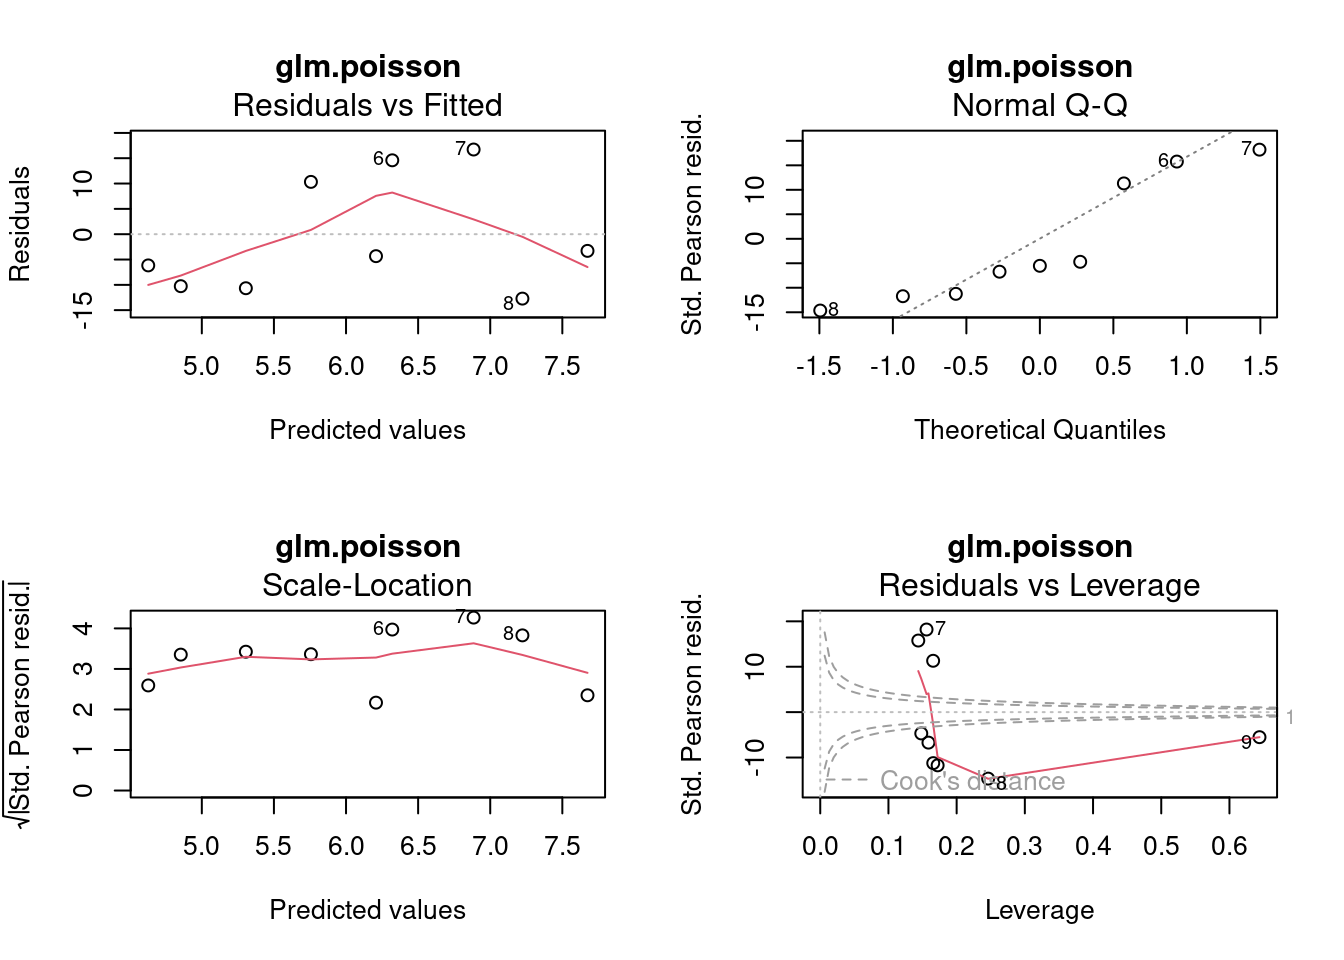 glm.poisson
Residuals vs Fitted
Residuals
-15 0 10
6
7
8
5.0 5.5 6.0 6.5 7.0 7.5
Predicted values
glm.poisson
Normal Q-Q
Std. Pearson resid.
-15 0 10
6
7
8
-1.5 -1.0 -0.5 0.0 0.5 1.0 1.5
Theoretical Quantiles
glm.poisson
Scale-Location
√|Std. Pearson resid.|
0 1 2 3 4
6
7
8
5.0 5.5 6.0 6.5 7.0 7.5
Predicted values
glm.poisson
Residuals vs Leverage
Std. Pearson resid.
-10 10
7
1
9
8
Cook's distance
0.0 0.1 0.2 0.3 0.4 0.5 0.6
Leverage